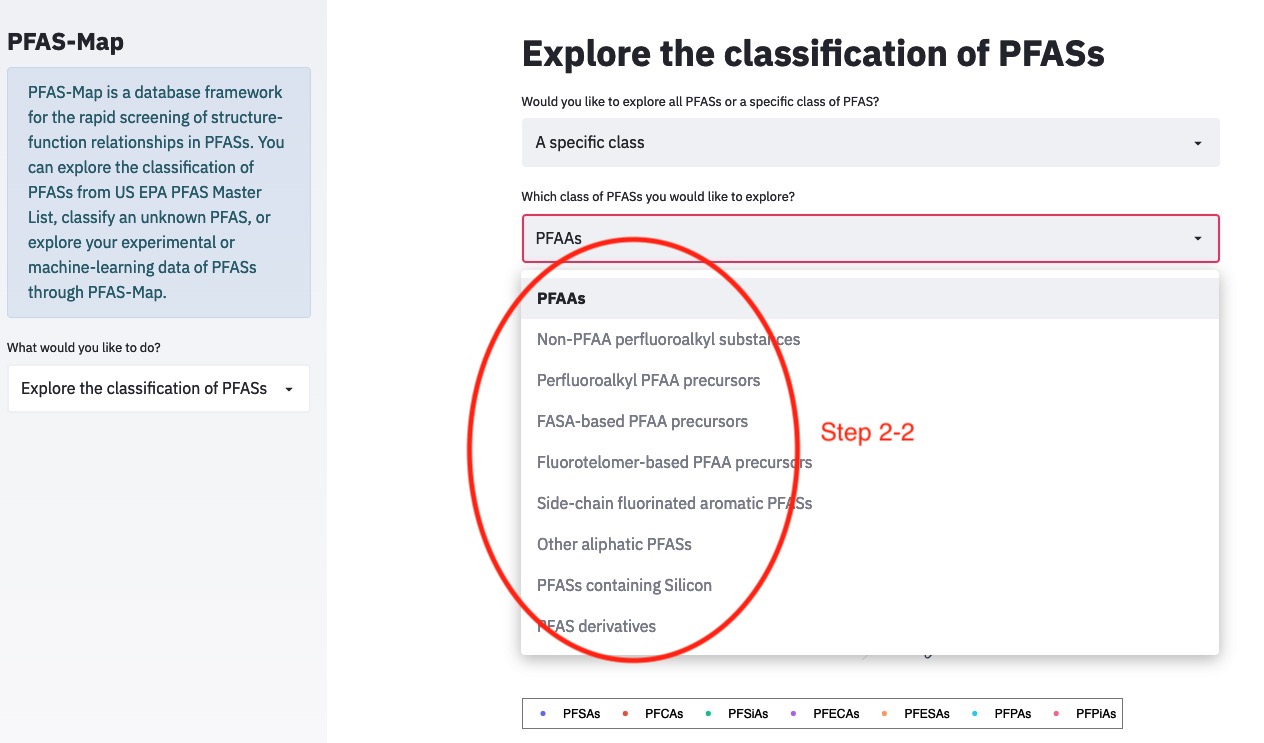 PFAS-Map
PFAS-Map is a database framework
for the rapid screening of structure-
function relationships in PFASs. You
can explore the classification of
PFASs from US EPA PFAS Master
List, classify an unknown PFAS, or
explore your experimental or
machine-learning data of PFASs
through PFAS-Map.
What would you like to do?
Explore the classification of PFASs
Explore the classification of PFASs
Would you like to explore all PFASs or a specific class of PFAS?
A specific class
Which class of PFASs you would like to explore?
PFAAs
PFAAs
Non-PFAA perfluoroalkyl substances
Perfluoroalkyl PFAA precursors
FASA-based PFAA precursors
Fluorotelomer-based PFAA precursors
Side-chain fluorinated aromatic PFASs
Other aliphatic PFASs
PFASs containing Silicon
PFAS derivatives
Step 2-2
PFSAs PFCAs PFSiAs PFECAs PFESAs PFPAs PFPiAs